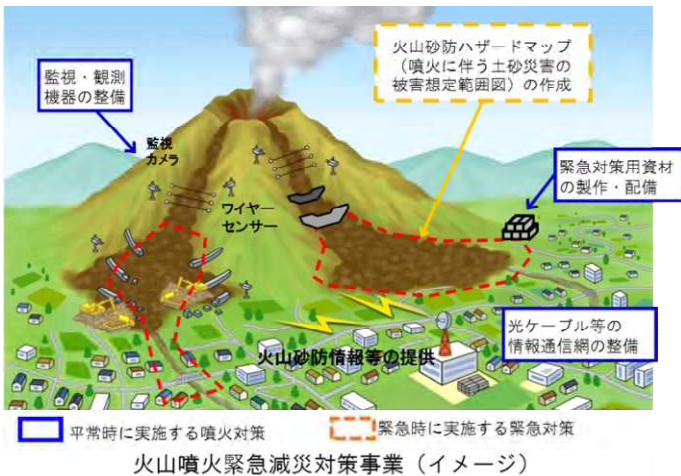 火山砂防ハザードマップ
（噴火に伴う土砂災害の
被害想定範囲図）の作成
監視・観測
機器の整備
監視
カメラ
緊急対策用資材
の製作・配備
ワイヤー
センサー
光ケーブル等の
情報通信網の整備
火山砂防情報等の提供
平常時に実施する噴火対策
緊急時に実施する緊急対策
火山噴火緊急減災対策事業（イメージ）